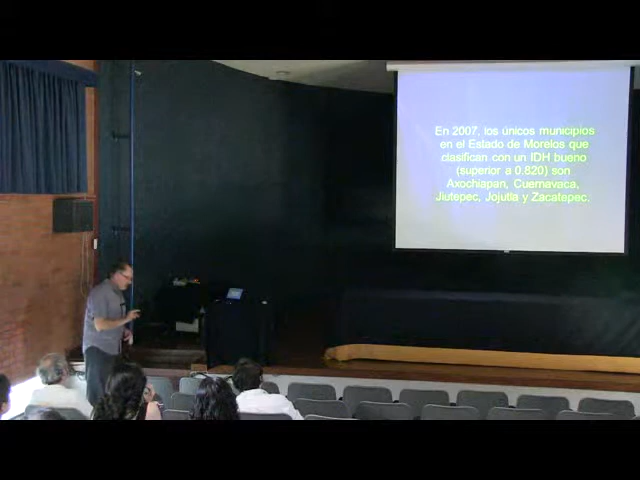 En 2007, los únicos municipios
en el Estado de Morelos que
clasifican con un IDH bueno
(superior a 0.820) son
Axochiapan, Cuernavaca,
Jiutepec, Jojutla y Zacatepec.